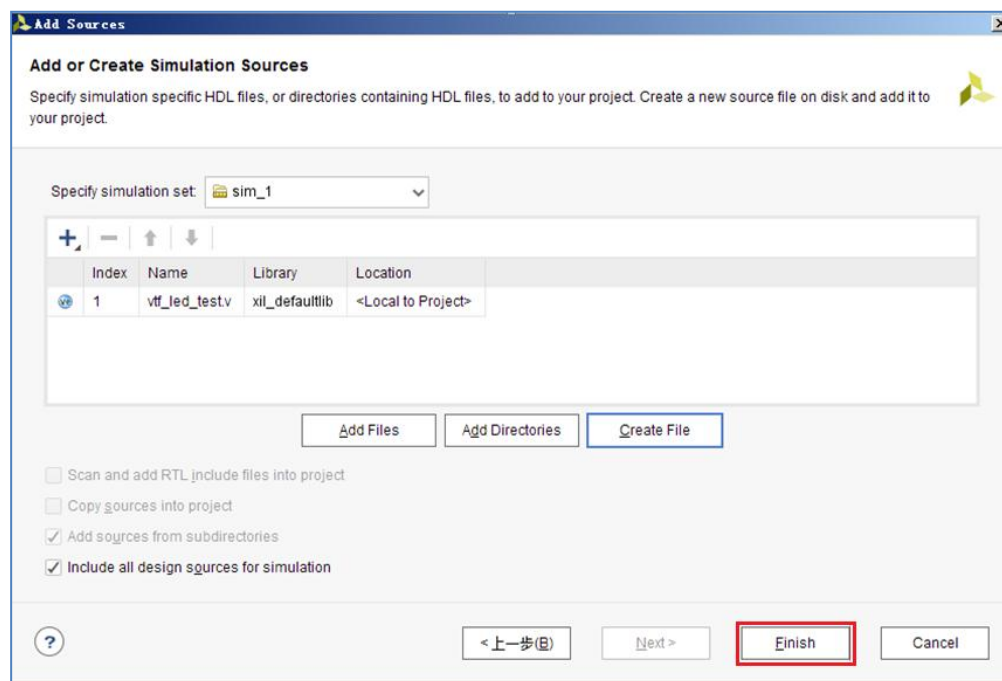 Add Sources
Add or Create Simulation Sources
Specify simulation specific HDL files, or directories containing HDL files, to add to your project. Create a new source file on disk and add it to
your project.
Specify simulation set: sim_1
Index Name Library Location
1 vtf_led_test.v xil_defaultlib <Local to Project>
Add Files Add Directories Create File
Scan and add RTL include files into project
Copy sources into project
Add sources from subdirectories
Include all design sources for simulation
? <上一步(B) Next > Finish Cancel